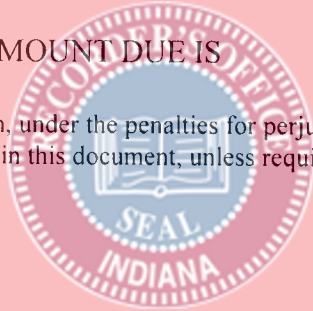 MOUNT DUE IS
RECORDER'S OFFICE
n, under the penalties for perju
in this document, unless requi
SEAL
INDIANA